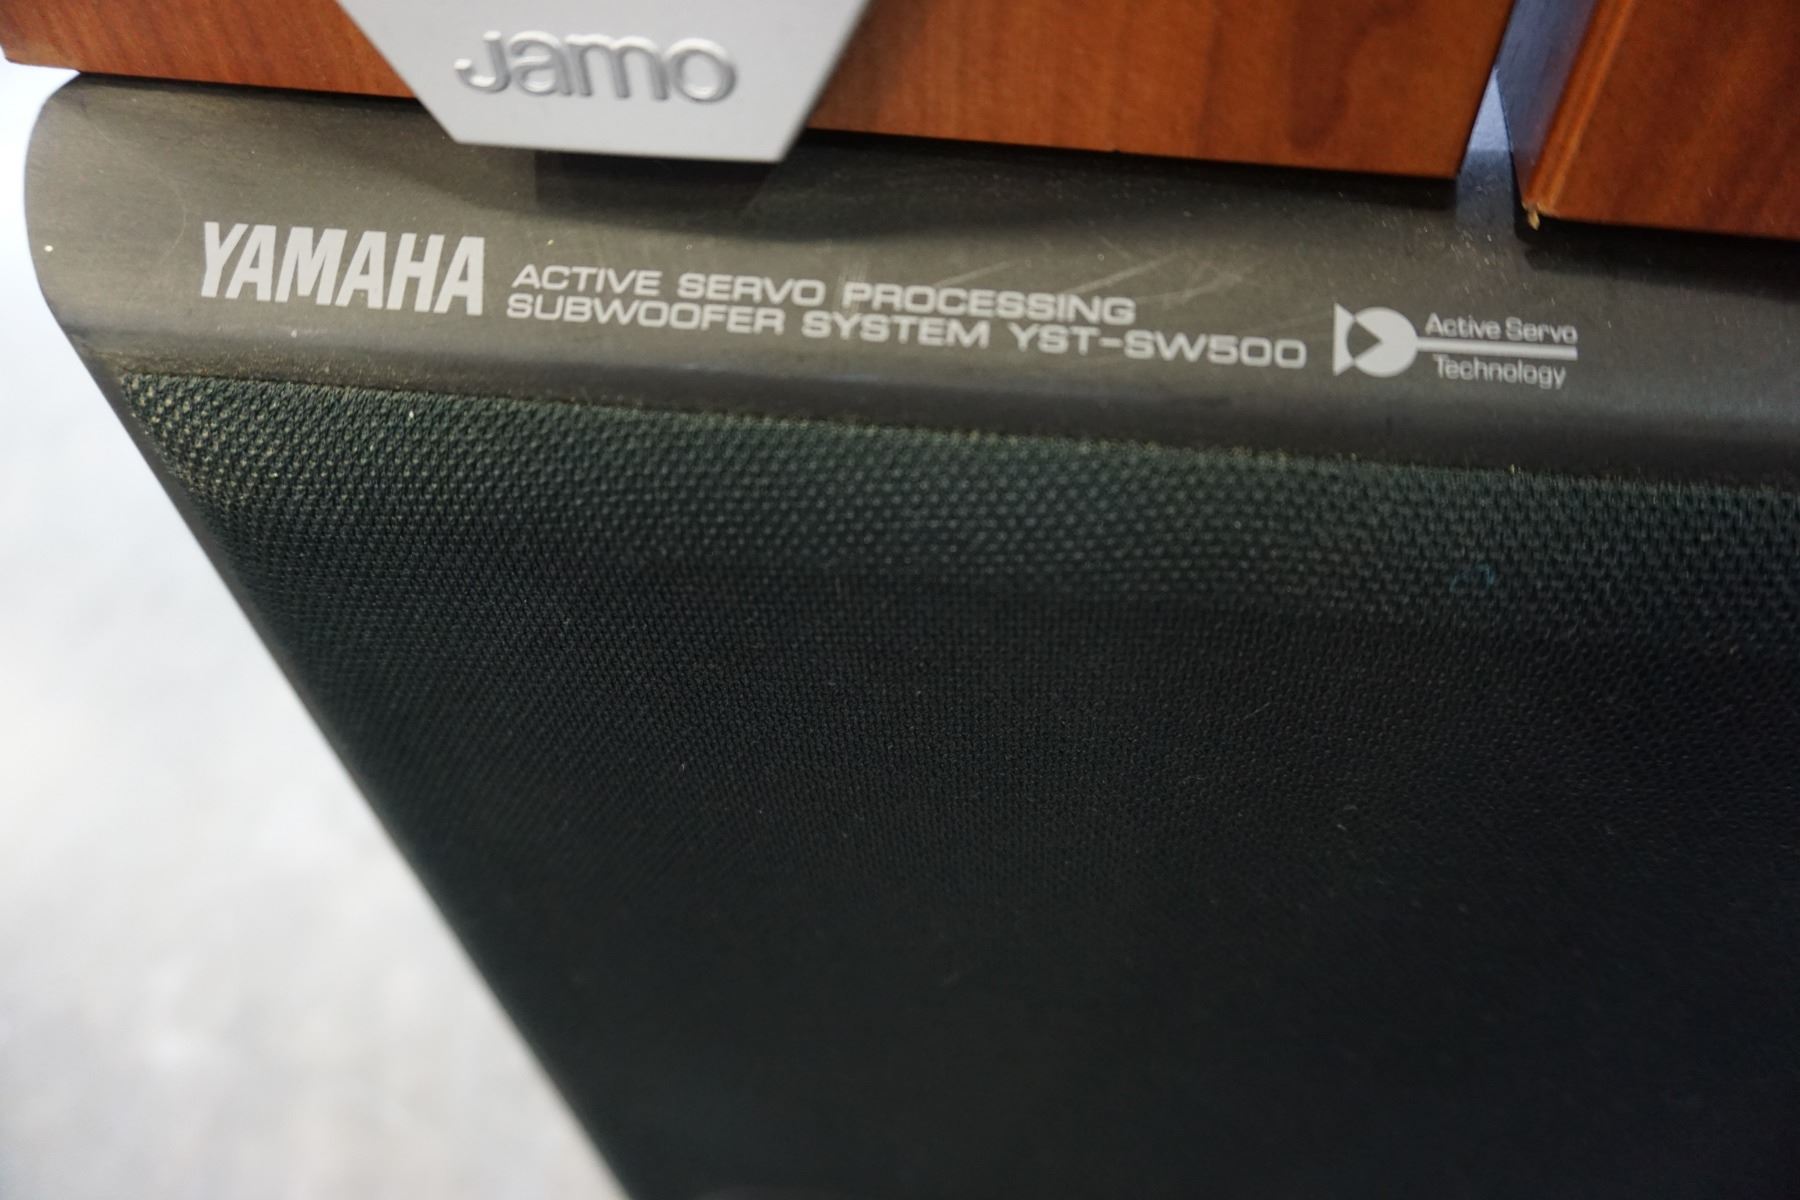 Jamo
YAMAHA
ACTIVE SERVO PROCESSING
SUBWOOFER SYSTEM YST-SW500
Active Servo
Technology